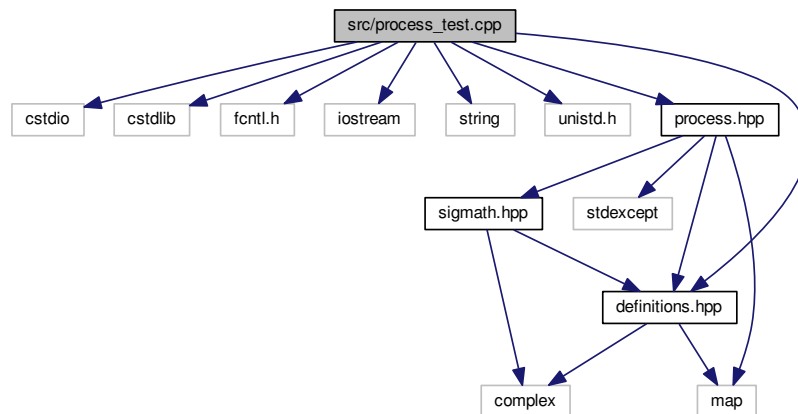 src/process_test.cpp
cstdio
cstdlib
fcntl.h
iostream
string
unistd.h
process.hpp
sigmath.hpp
stdexcept
definitions.hpp
complex
map